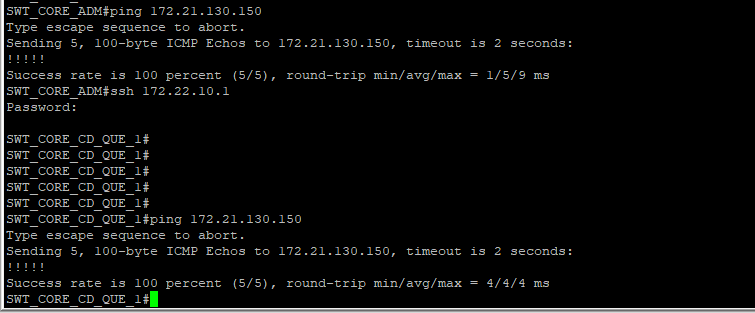 SWT_CORE_ADM#ping 172.21.130.150
Type escape sequence to abort.
Sending 5, 100-byte ICMP Echos to 172.21.130.150, timeout is 2 seconds:
!!!!!
Success rate is 100 percent (5/5), round-trip min/avg/max = 1/5/9 ms
SWT_CORE_ADM#ssh 172.22.10.1
Password:
SWT_CORE_CD_QUE_1#
SWT_CORE_CD_QUE_1#
SWT_CORE_CD_QUE_1#
SWT_CORE_CD_QUE_1#
SWT_CORE_CD_QUE_1#
SWT_CORE_CD_QUE_1#ping 172.21.130.150
Type escape sequence to abort.
Sending 5, 100-byte ICMP Echos to 172.21.130.150, timeout is 2 seconds:
!!!!!
Success rate is 100 percent (5/5), round-trip min/avg/max = 4/4/4 ms
SWT_CORE_CD_QUE_1#